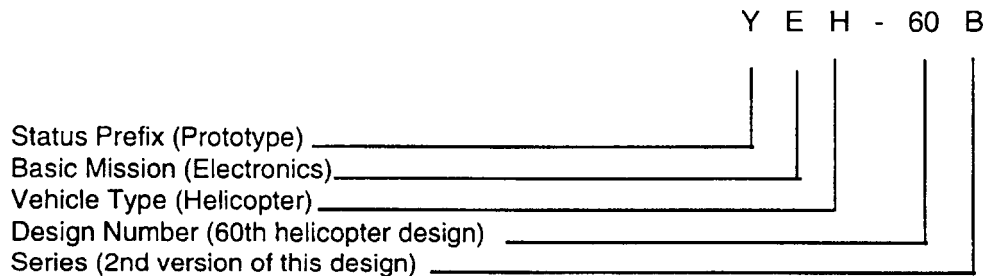 Y E H - 60 B
Status Prefix (Prototype)
Basic Mission (Electronics)
Vehicle Type (Helicopter)
Design Number (60th helicopter design)
Series (2nd version of this design)